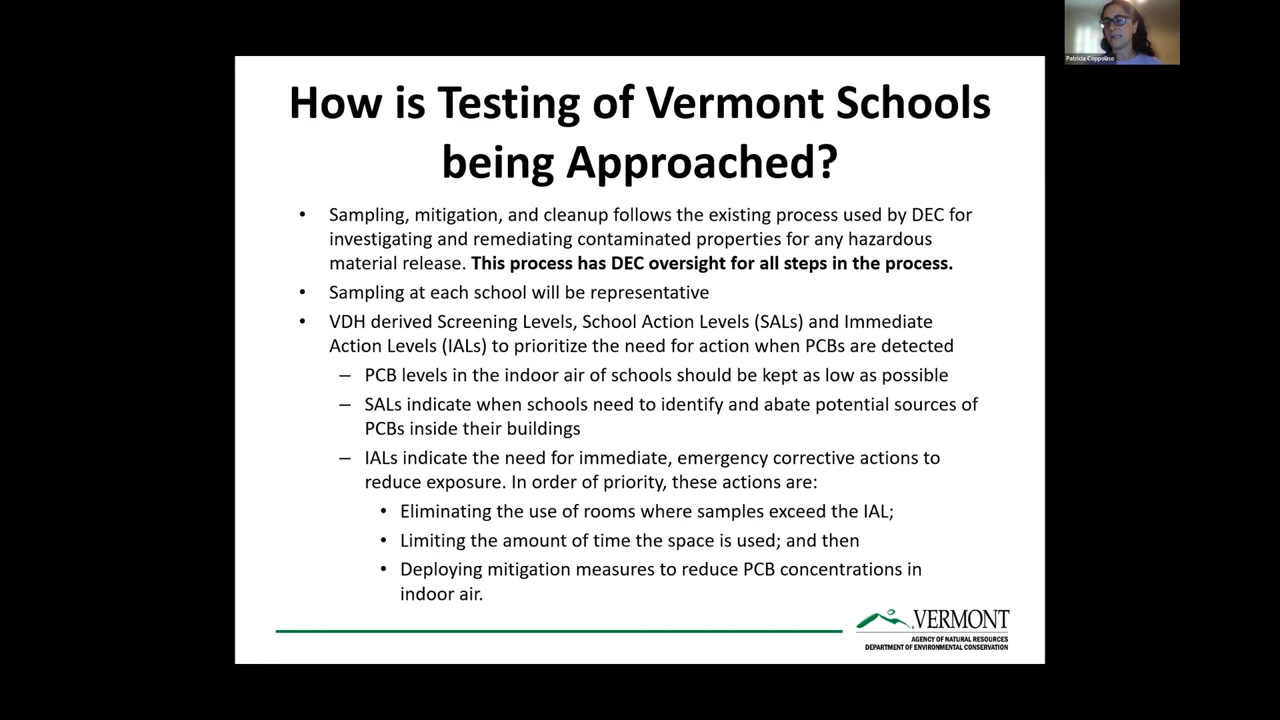 Patricia Coppolino
How is Testing of Vermont Schools
being Approached?
• Sampling, mitigation, and cleanup follows the existing process used by DEC for
investigating and remediating contaminated properties for any hazardous
material release. This process has DEC oversight for all steps in the process.
• Sampling at each school will be representative
• VDH derived Screening Levels, School Action Levels (SALs) and Immediate
Action Levels (IALs) to prioritize the need for action when PCBs are detected
– PCB levels in the indoor air of schools should be kept as low as possible
– SALs indicate when schools need to identify and abate potential sources of
PCBs inside their buildings
– IALs indicate the need for immediate, emergency corrective actions to
reduce exposure. In order of priority, these actions are:
• Eliminating the use of rooms where samples exceed the IAL;
• Limiting the amount of time the space is used; and then
• Deploying mitigation measures to reduce PCB concentrations in
indoor air.
VERMONT
AGENCY OF NATURAL RESOURCES
DEPARTMENT OF ENVIRONMENTAL CONSERVATION